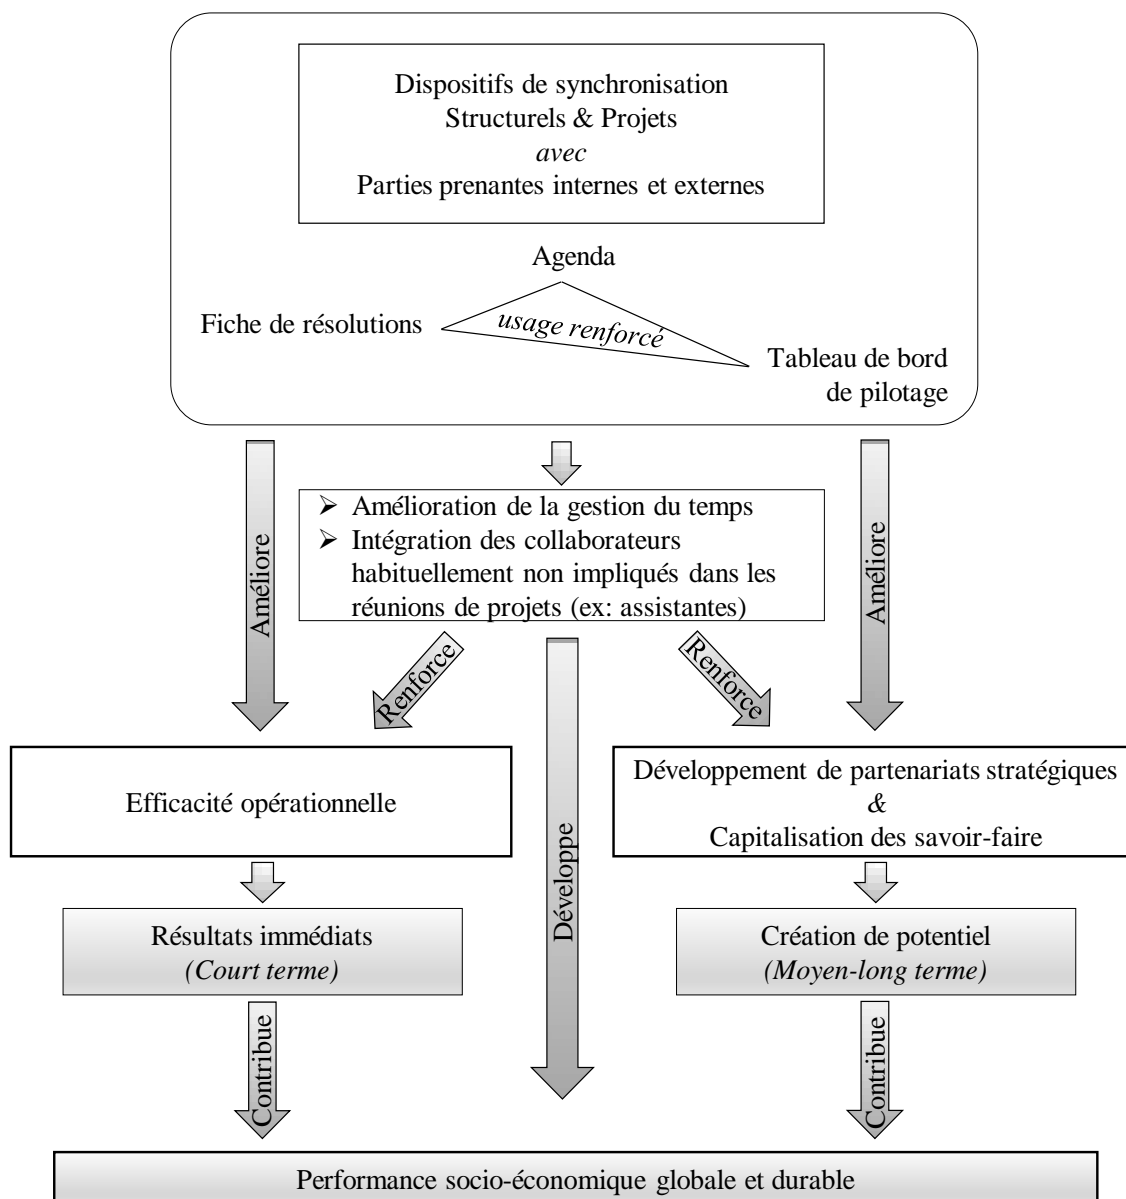 Dispositifs de synchronisation
Structurels & Projets
avec
Parties prenantes internes et externes
Agenda
Fiche de résolutions
usage renforcé
Tableau de bord
de pilotage
Améliore
➢ Amélioration de la gestion du temps
➢ Intégration des collaborateurs
habituellement non impliqués dans les
réunions de projets (ex: assistantes)
Améliore
Renforce
Renforce
Efficacité opérationnelle
Développe
Développement de partenariats stratégiques
&
Capitalisation des savoir-faire
Résultats immédiats
(Court terme)
Création de potentiel
(Moyen-long terme)
Contribue
Contribue
Performance socio-économique globale et durable